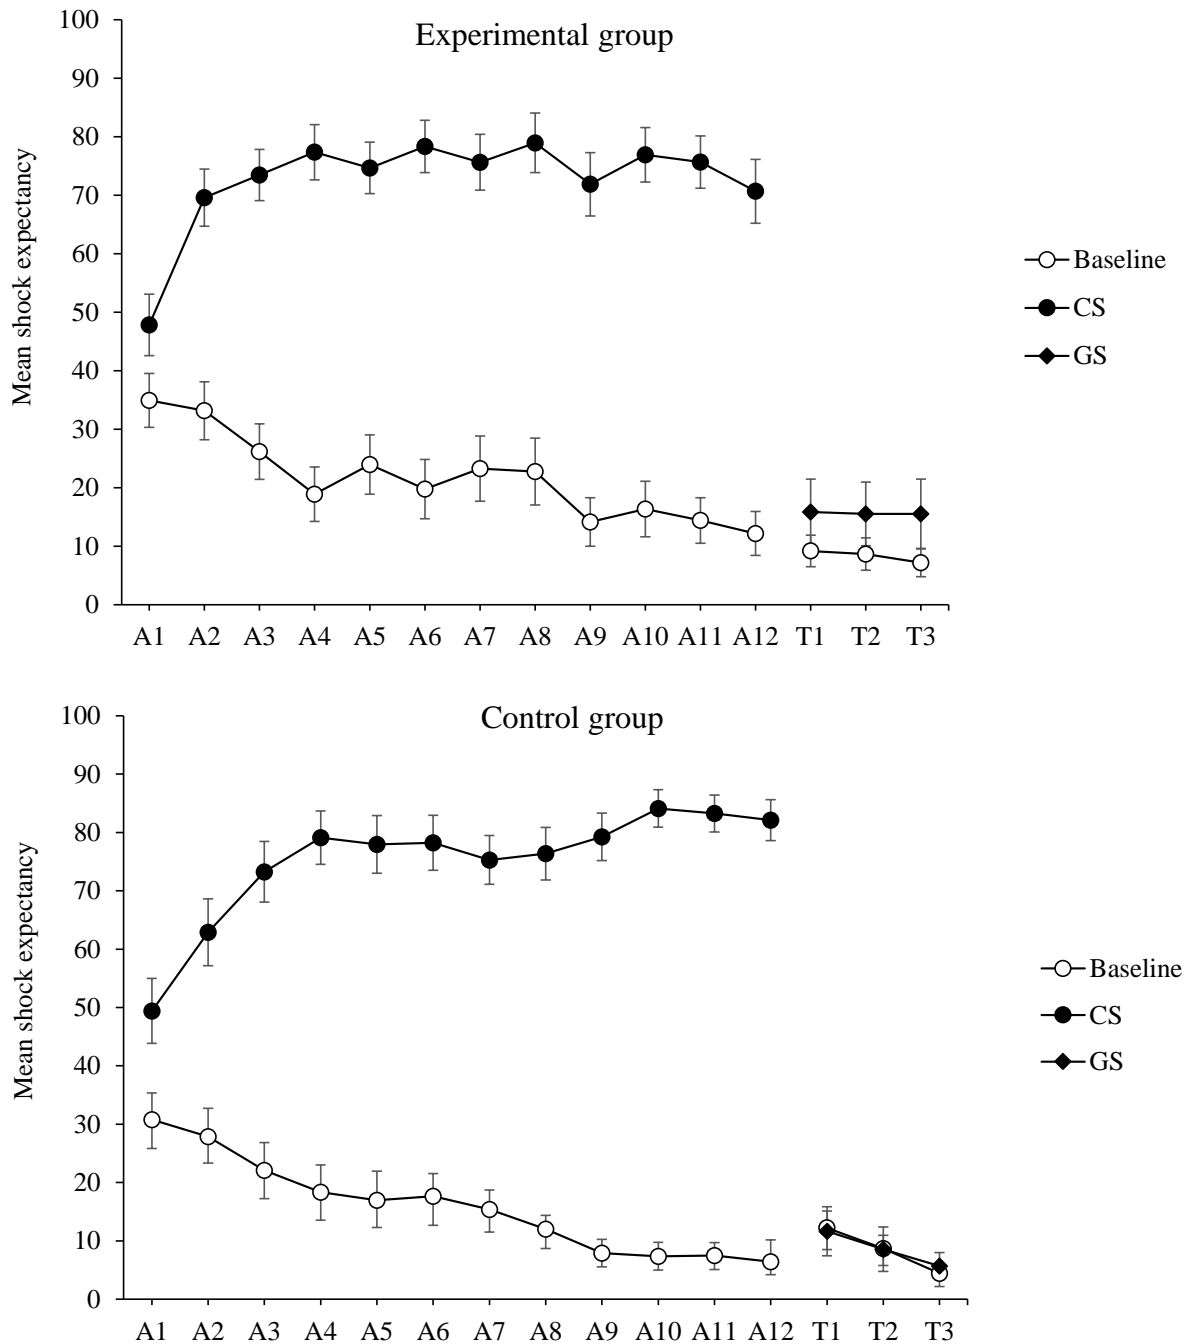 Experimental group
Mean shock expectancy
100
90
80
70
60
50
40
30
20
10
0
A1 A2 A3 A4 A5 A6 A7 A8 A9 A10 A11 A12 T1 T2 T3
Baseline
CS
GS
Control group
Mean shock expectancy
100
90
80
70
60
50
40
30
20
10
0
A1 A2 A3 A4 A5 A6 A7 A8 A9 A10 A11 A12 T1 T2 T3
Baseline
CS
GS